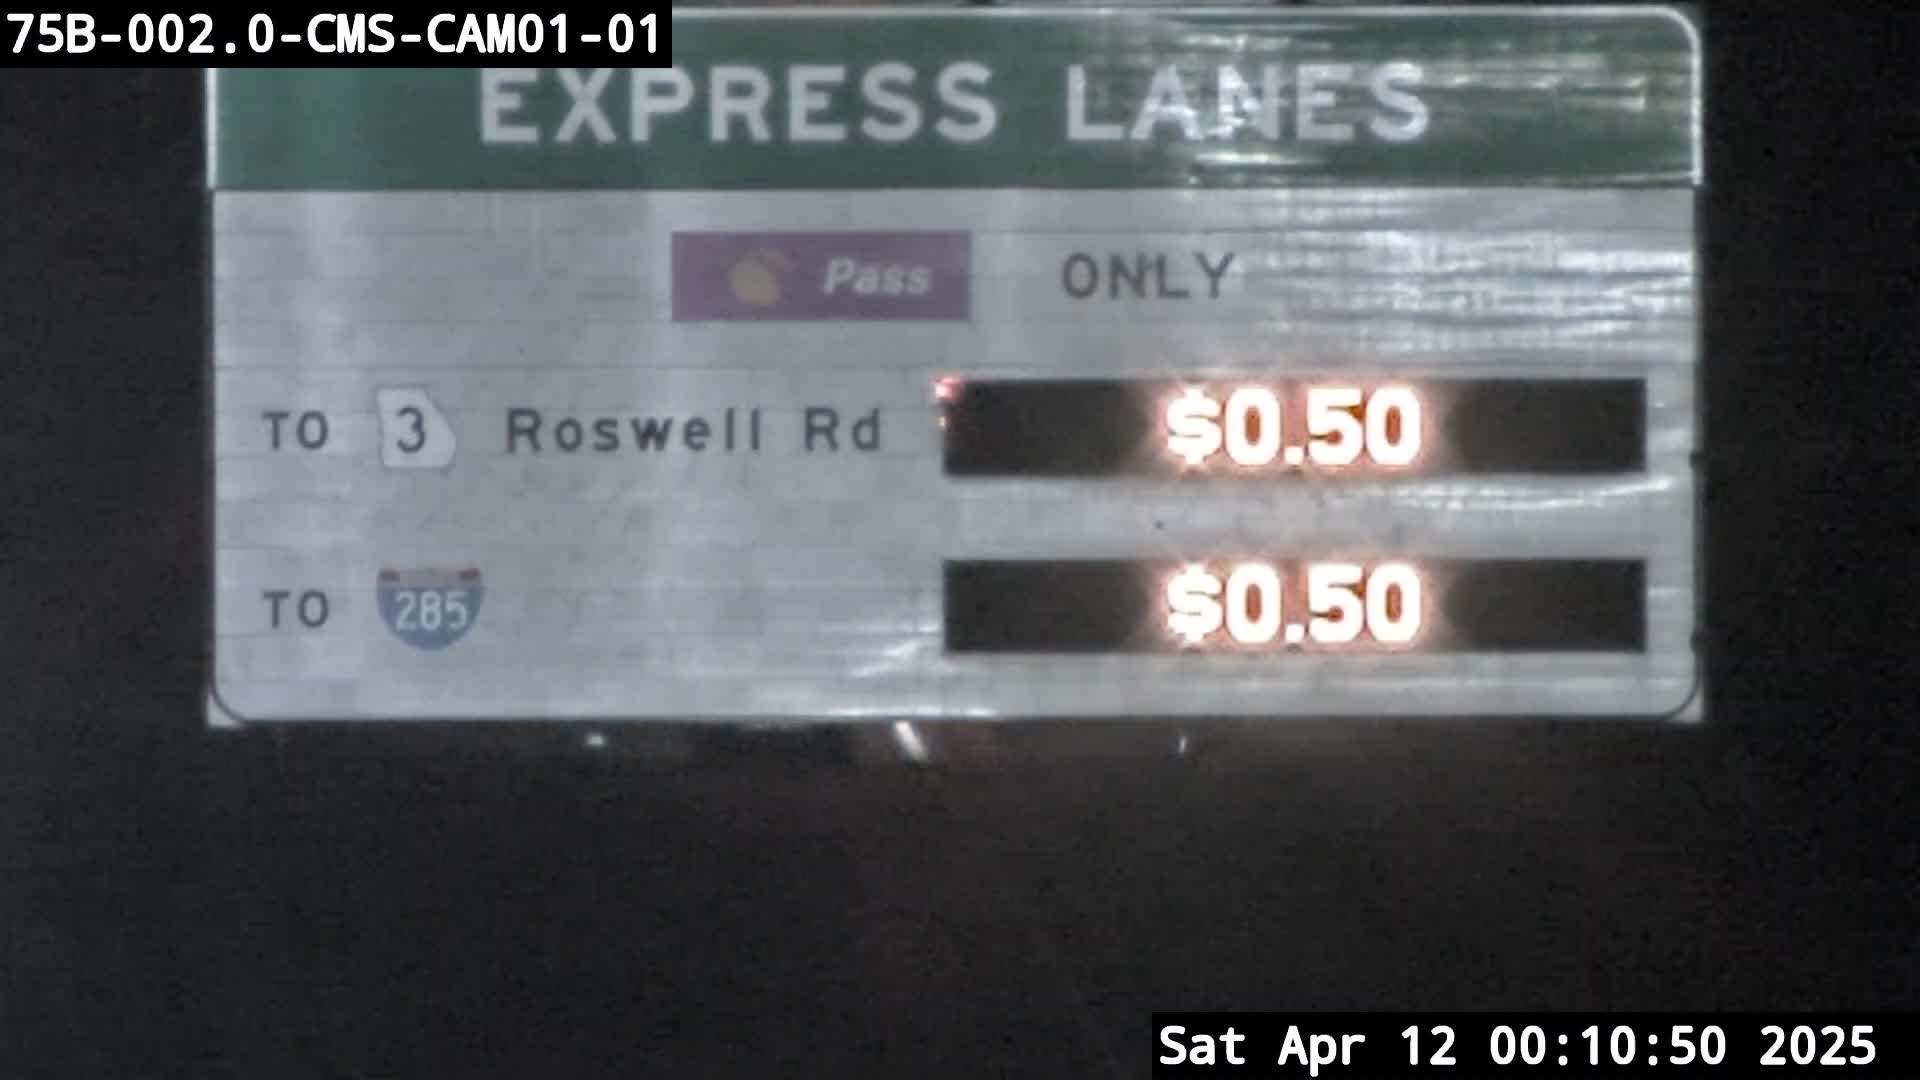 75B-002.0-CMS-CAM01-01
EXPRESS LANES
Pass ONLY
TO 3 Roswell Rd $0.50
TO 285 $0.50
Sat Apr 12 00:10:50 2025